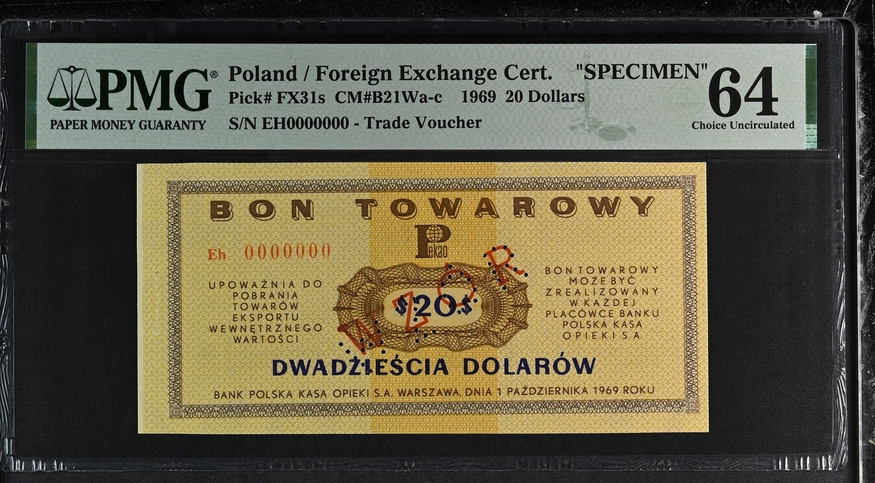 PMG®
PAPER MONEY GUARANTY
Poland / Foreign Exchange Cert. "SPECIMEN"
Pick# FX31s CM#B21Wa-c 1969 20 Dollars
S/N EH0000000 - Trade Voucher
64
Choice Uncirculated
BON TOWAROWY
Pekao
Eh 0000000
UPOWAŻNIA DO
POBRANIA
TOWARÓW
EKSPORTU
WEWNĘTRZNEGO
WARTOŚCI
$20$
WZÓR
BON TOWAROWY
MOŻE BYĆ
ZREALIZOWANY
W KAŻDEJ
PLACÓWCE BANKU
POLSKA KASA
OPIEKI S.A.
DWADZIEŚCIA DOLARÓW
BANK POLSKA KASA OPIEKI S.A. WARSZAWA, DNIA 1 PAŹDZIERNIKA 1969 ROKU